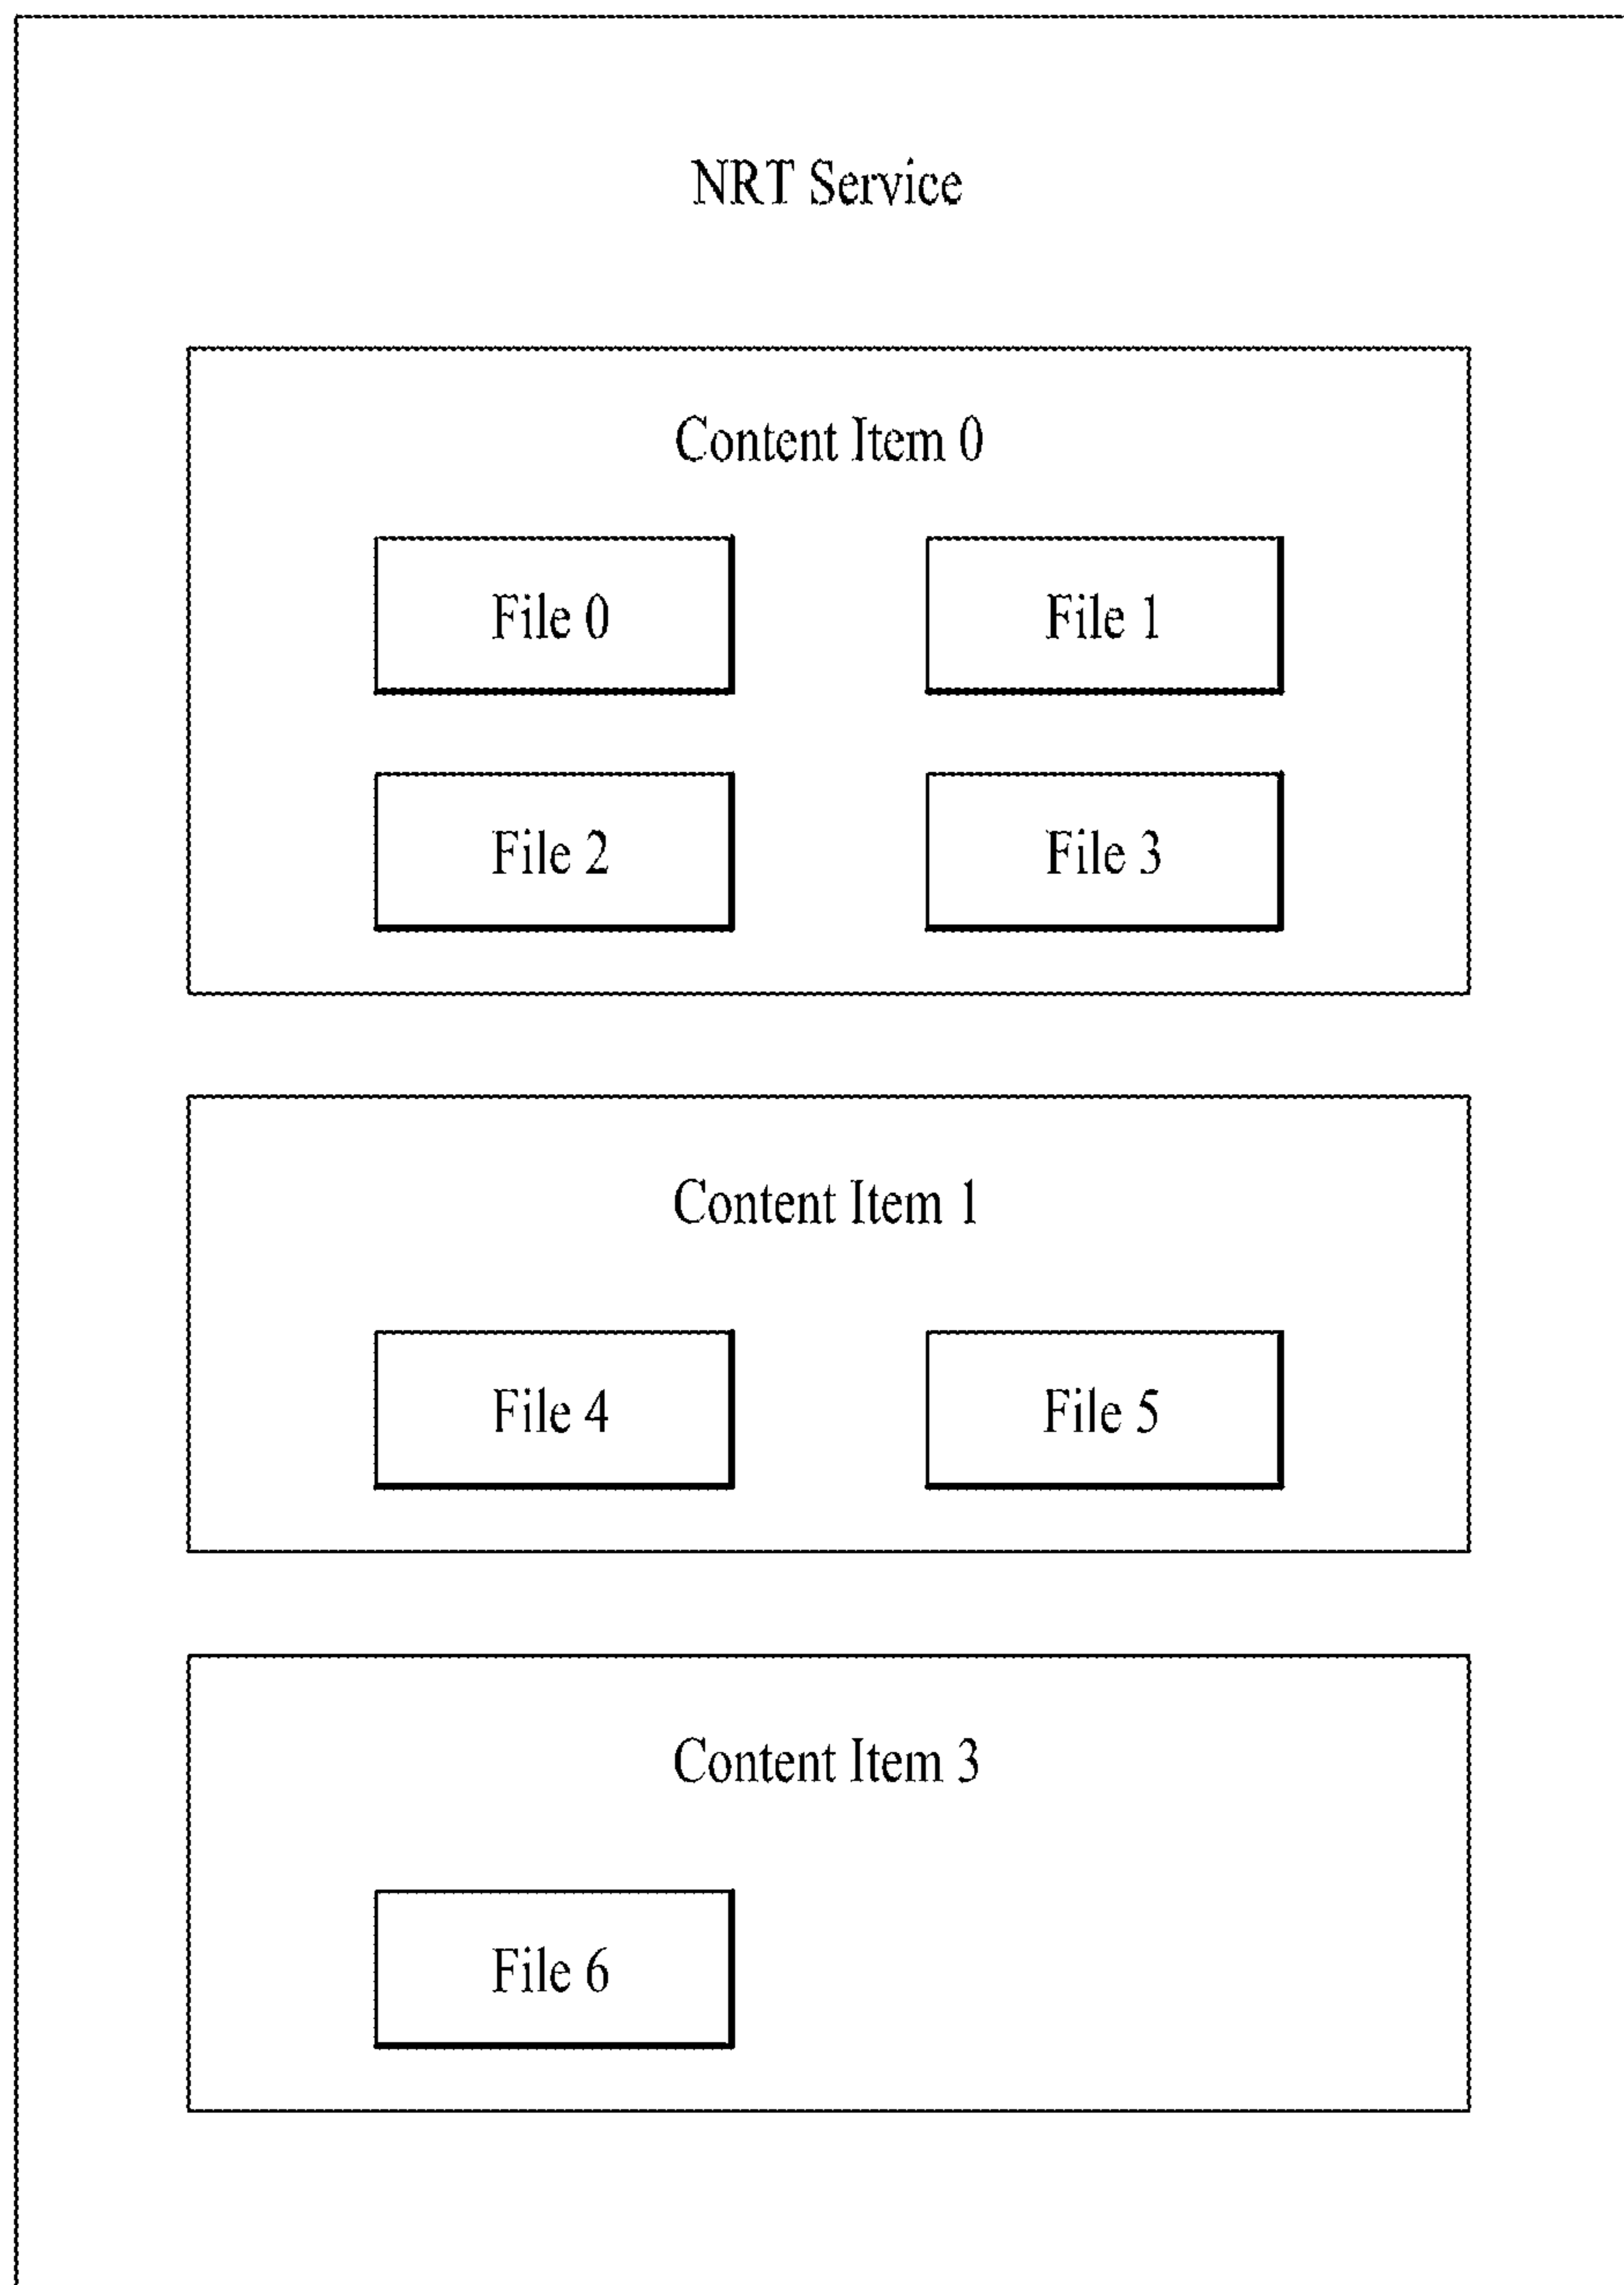 NRT Service
Content Item 0
File 0
File 1
File 2
File 3
Content Item 1
File 4
File 5
Content Item 3
File 6